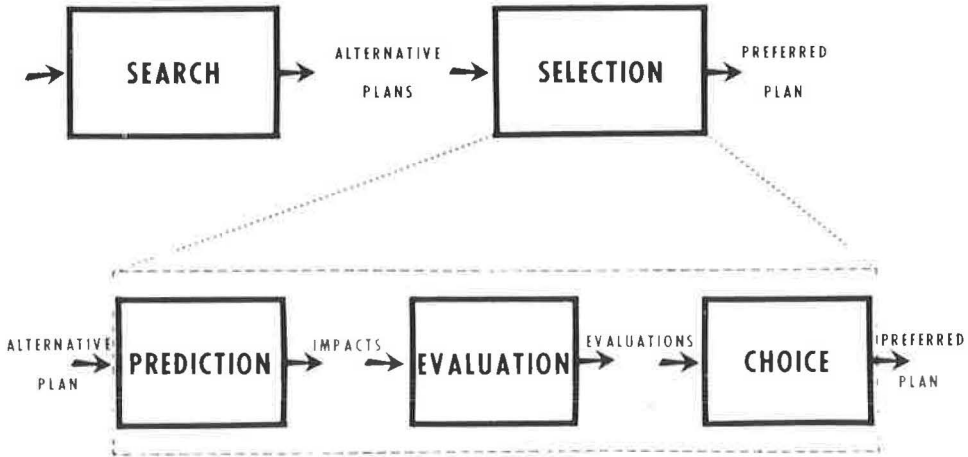 SEARCH
ALTERNATIVE
PLANS
SELECTION
PREFERRED
PLAN
ALTERNATIVE
PLAN
PREDICTION
IMPACTS
EVALUATION
EVALUATIONS
CHOICE
PREFERRED
PLAN